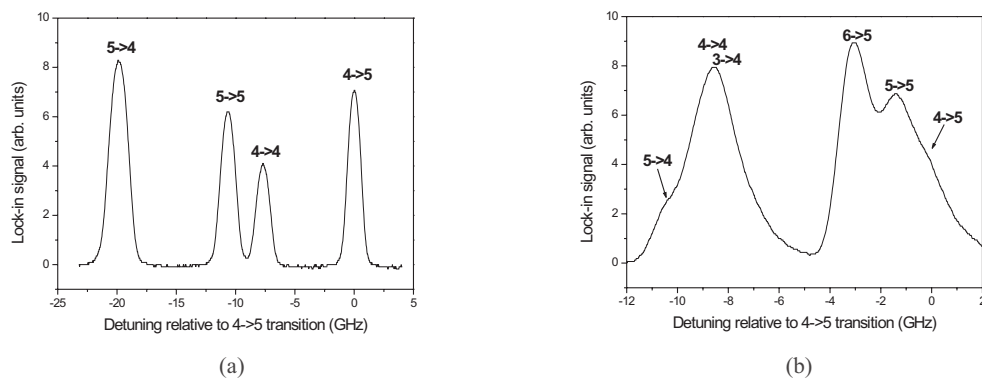 10
8
6
4
2
0
Lock-in signal (arb. units)
5->4
5->5
4->4
4->5
-25 -20 -15 -10 -5 0 5
Detuning relative to 4->5 transition (GHz)
(a)
10
8
6
4
2
0
Lock-in signal (arb. units)
4->4
3->4
6->5
5->5
4->5
5->4
-12 -10 -8 -6 -4 -2 0 2
Detuning relative to 4->5 transition (GHz)
(b)